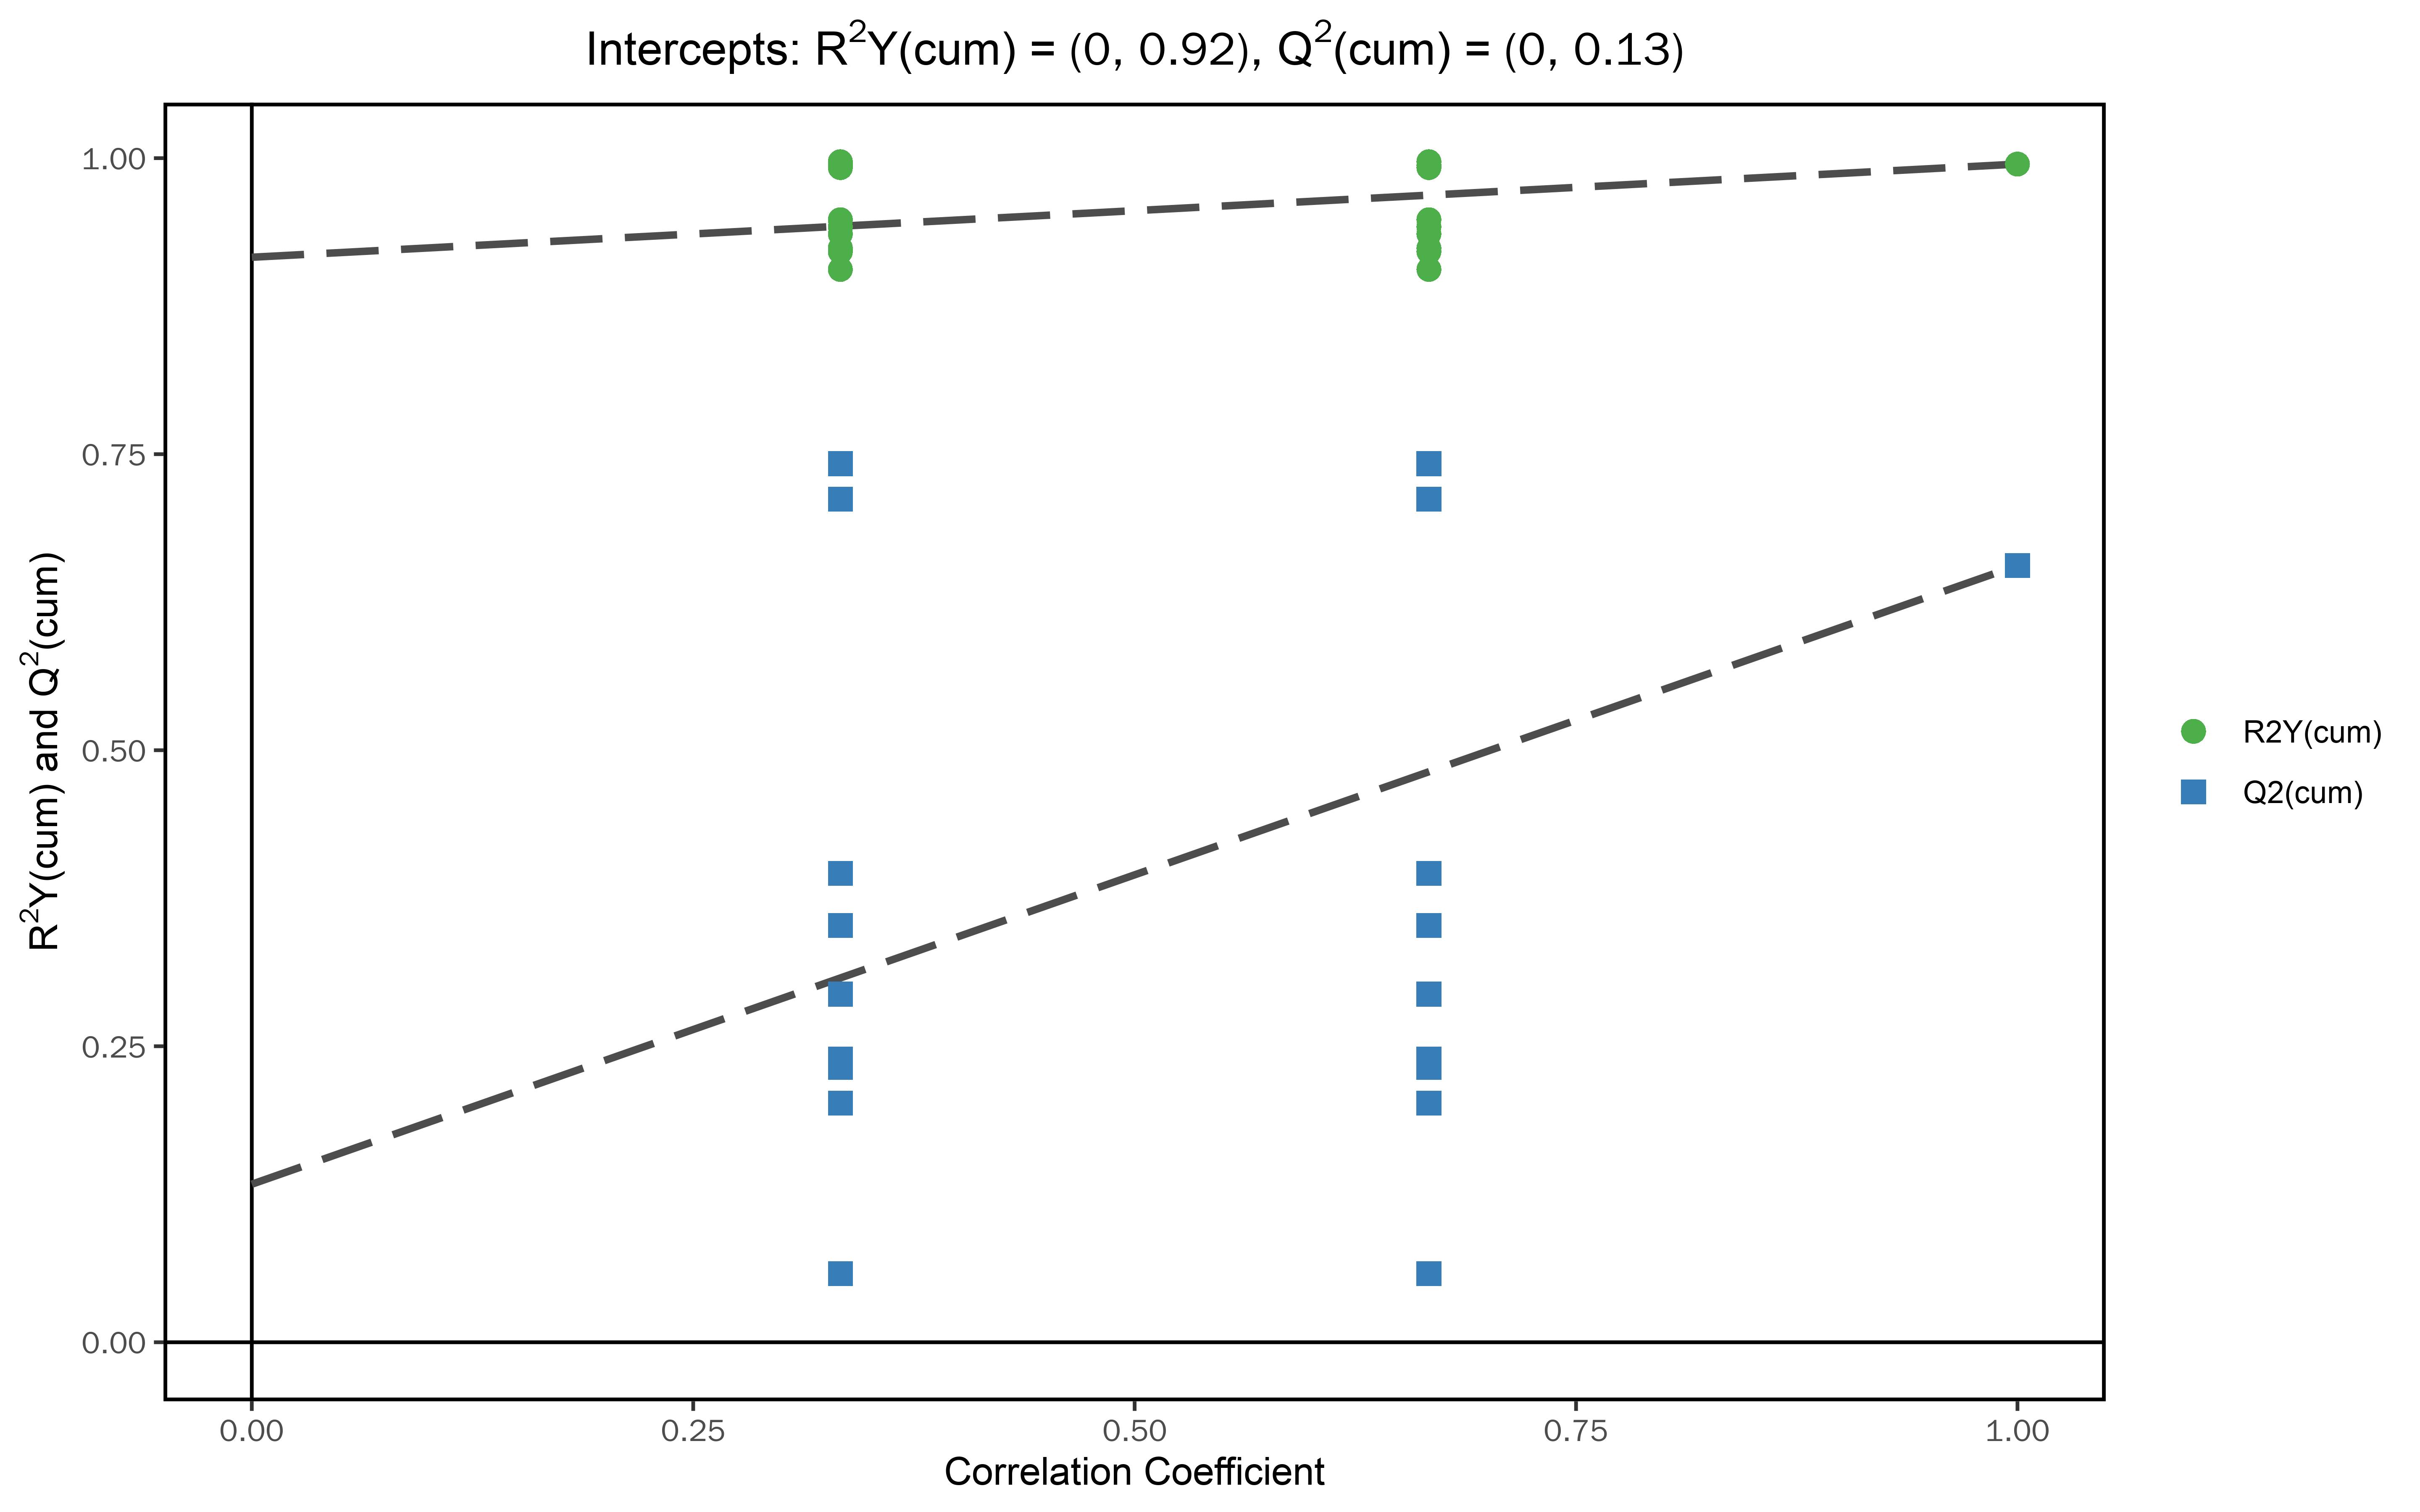 Intercepts: R²Y(cum) = (0, 0.92), Q²(cum) = (0, 0.13)
R²Y(cum) and Q²(cum)
1.00
0.75
0.50
0.25
0.00
0.00 0.25 0.50 0.75 1.00
Correlation Coefficient
R2Y(cum)
Q2(cum)